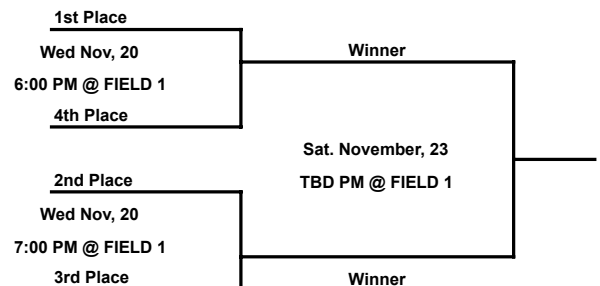 1st Place
Wed Nov, 20
Winner
6:00 PM @ FIELD 1
4th Place
Sat. November, 23
TBD PM @ FIELD 1
2nd Place
Wed Nov, 20
7:00 PM @ FIELD 1
3rd Place
Winner